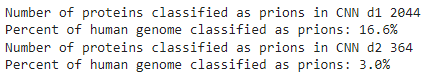 Number of proteins classified as prions in CNN d1 2044
Percent of human genome classified as prions: 16.6%
Number of proteins classified as prions in CNN d2 364
Percent of human genome classified as prions: 3.0%